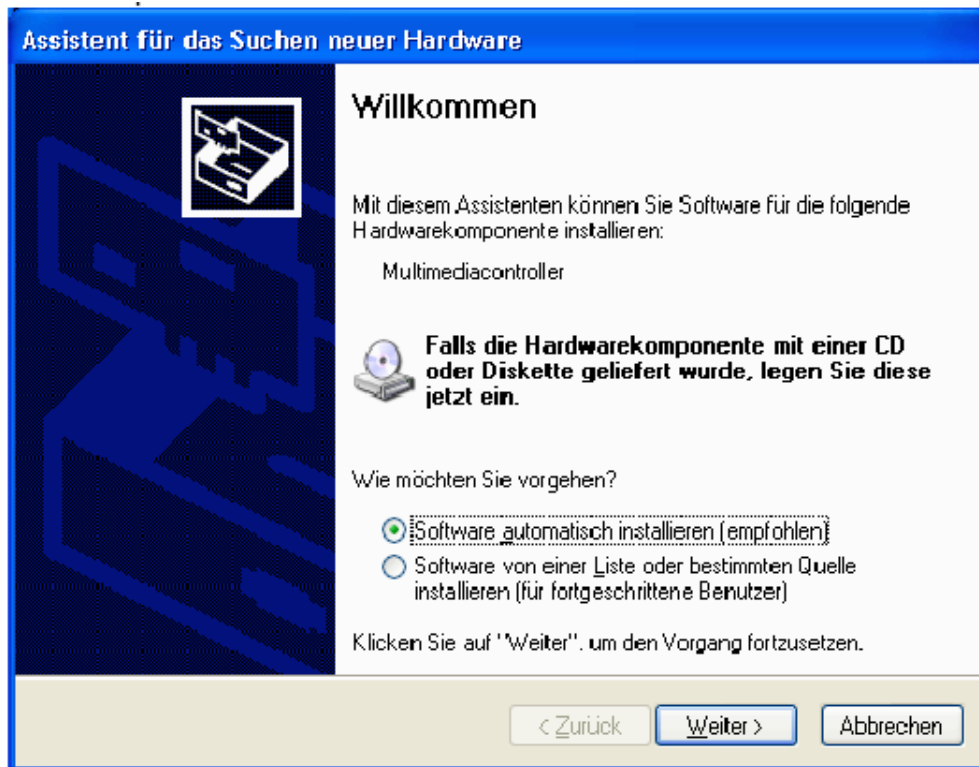 Assistent für das Suchen neuer Hardware
Willkommen
Mit diesem Assistenten können Sie Software für die folgende
Hardwarekomponente installieren:
Multimediacontroller
Falls die Hardwarekomponente mit einer CD
oder Diskette geliefert wurde, legen Sie diese
jetzt ein.
Wie möchten Sie vorgehen?
Software automatisch installieren (empfohlen)
Software von einer Liste oder bestimmten Quelle
installieren (für fortgeschrittene Benutzer)
Klicken Sie auf "Weiter", um den Vorgang fortzusetzen.
< Zurück Weiter > Abbrechen